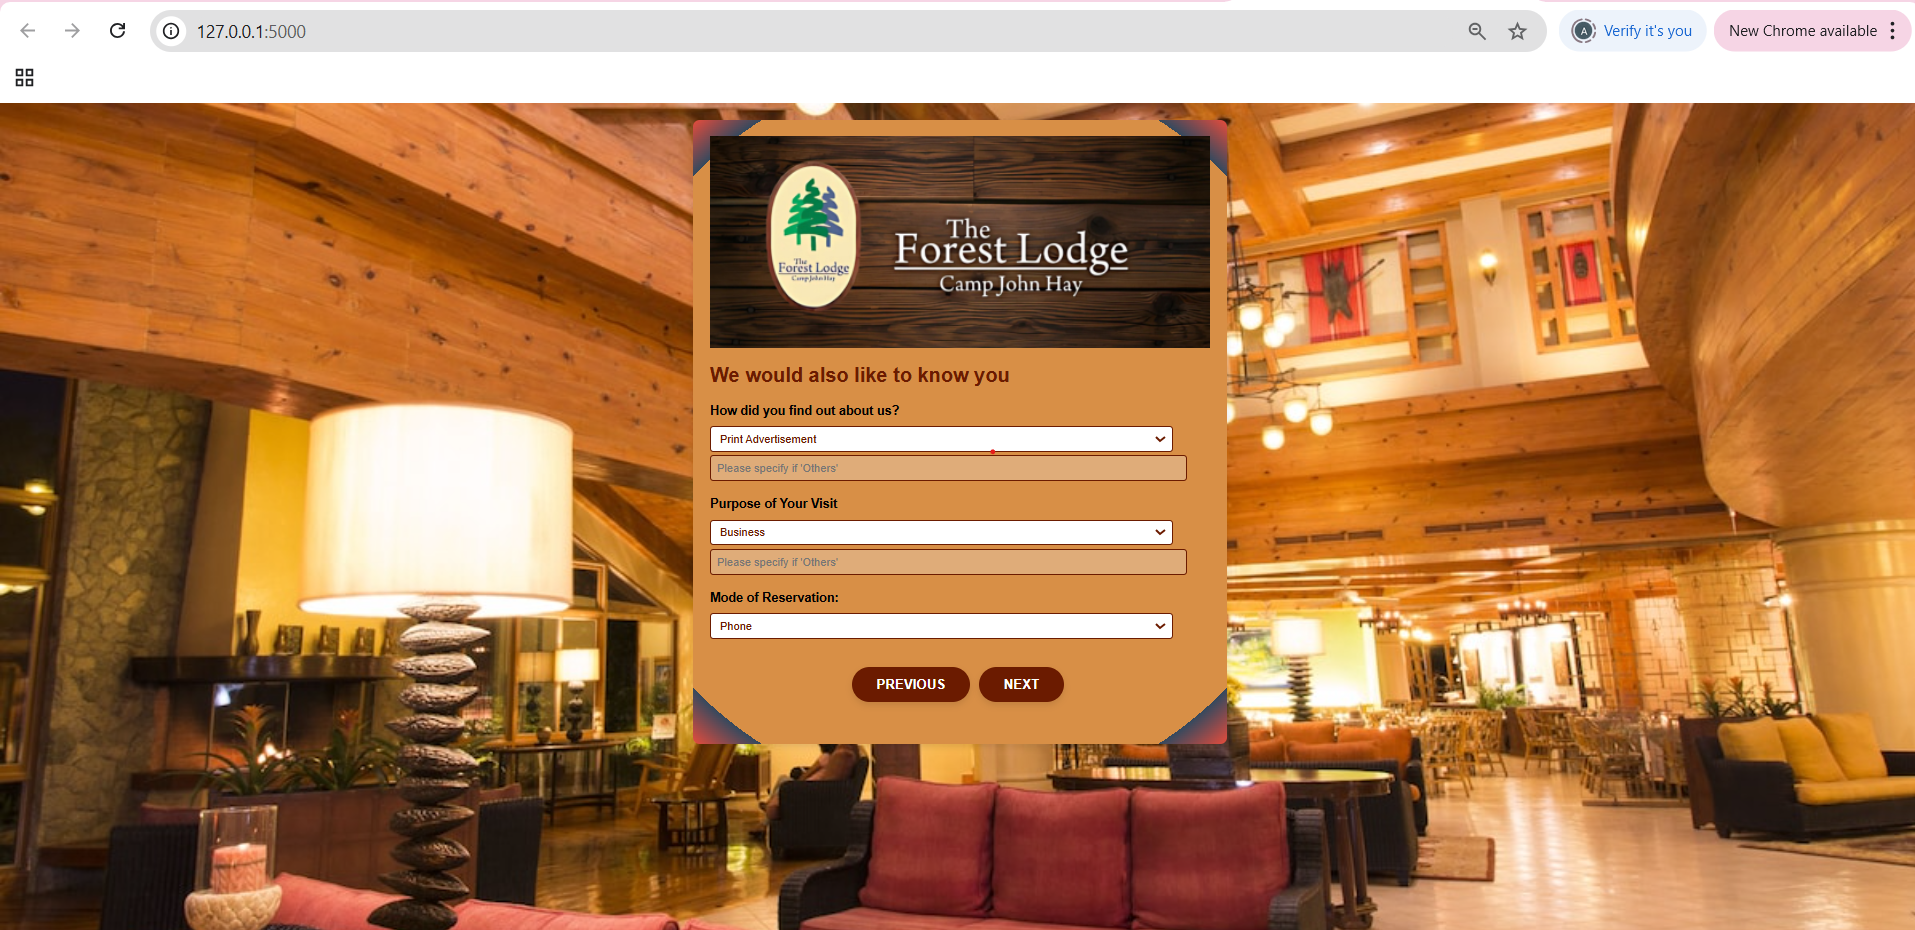 127.0.0.1:5000
A
Verify it's you
New Chrome available
The
Forest Lodge
Camp John Hay
The
Forest Lodge
Camp John Hay
We would also like to know you
How did you find out about us?
Print Advertisement
Please specify if 'Others'
Purpose of Your Visit
Business
Please specify if 'Others'
Mode of Reservation:
Phone
PREVIOUS NEXT